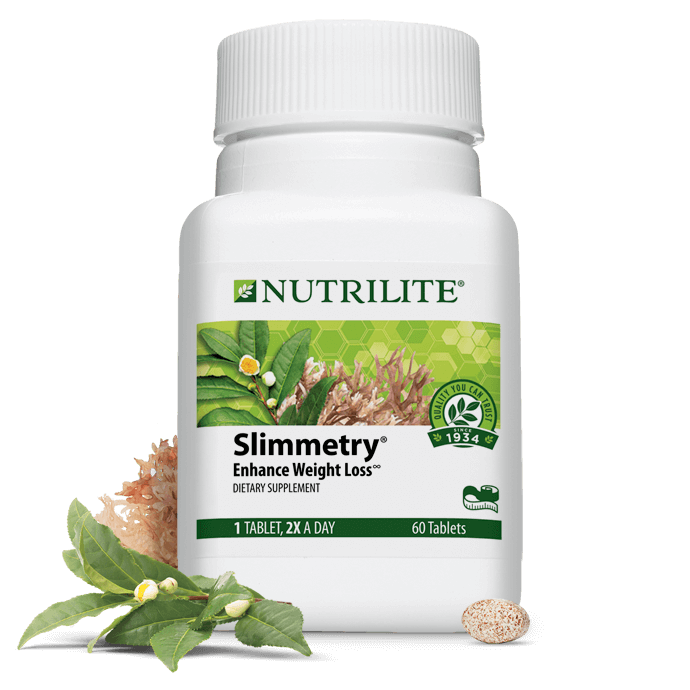 NUTRILITE®
QUALITY YOU CAN TRUST
SINCE
1934
Slimmetry®
Enhance Weight Loss∞
DIETARY SUPPLEMENT
1 TABLET, 2X A DAY
60 Tablets